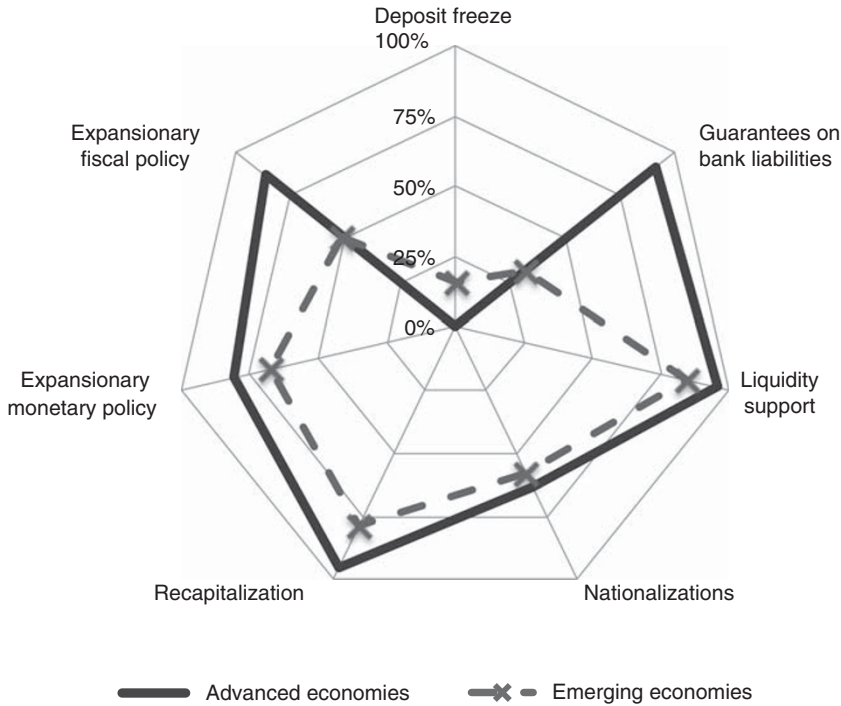 Deposit freeze
100%
Expansionary
fiscal policy
75%
Guarantees on
bank liabilities
50%
25%
0%
Expansionary
monetary policy
Liquidity
support
Recapitalization
Nationalizations
Advanced economies
Emerging economies